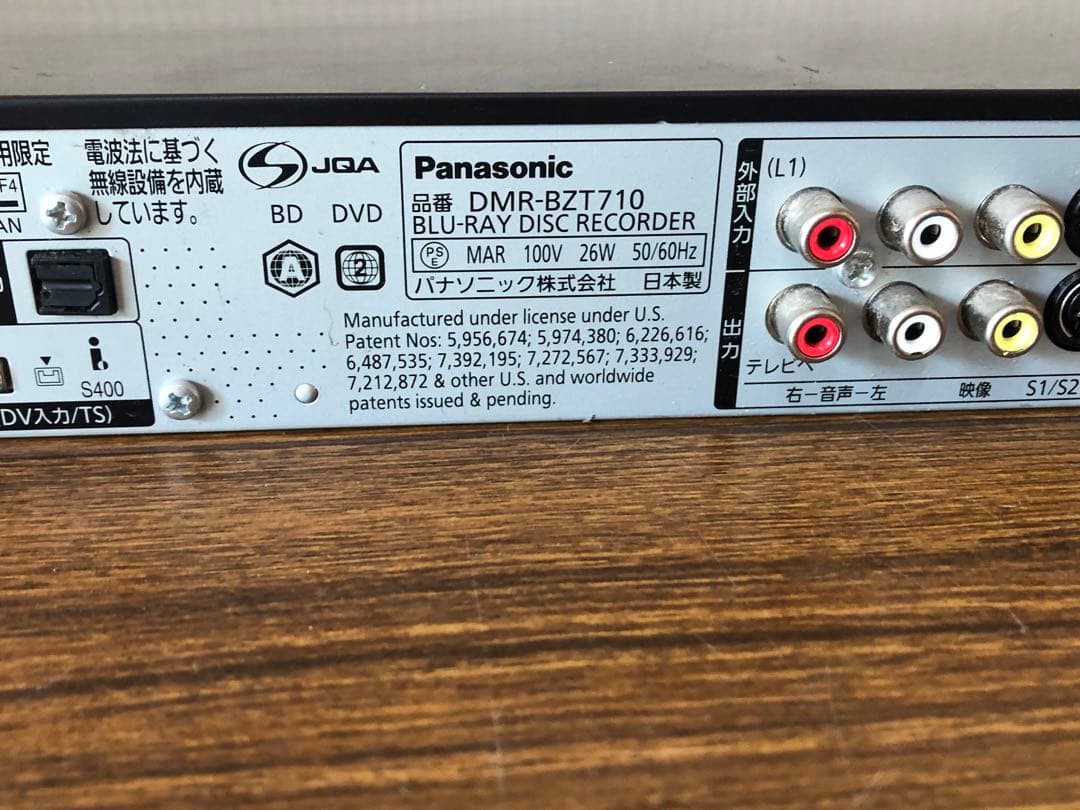 用限定
F4
AN
電波法に基づく
無線設備を内蔵
しています。
S400
(DV入力/TS)
JQA
BD DVD
A 2
Panasonic
品番 DMR-BZT710
BLU-RAY DISC RECORDER
PSE MAR 100V 26W 50/60Hz
パナソニック株式会社 日本製
Manufactured under license under U.S.
Patent Nos: 5,956,674; 5,974,380; 6,226,616;
6,487,535; 7,392,195; 7,272,567; 7,333,929;
7,212,872 & other U.S. and worldwide
patents issued & pending.
外部入力
(L1)
出力
テレビへ
右－音声－左 映像 S1/S2